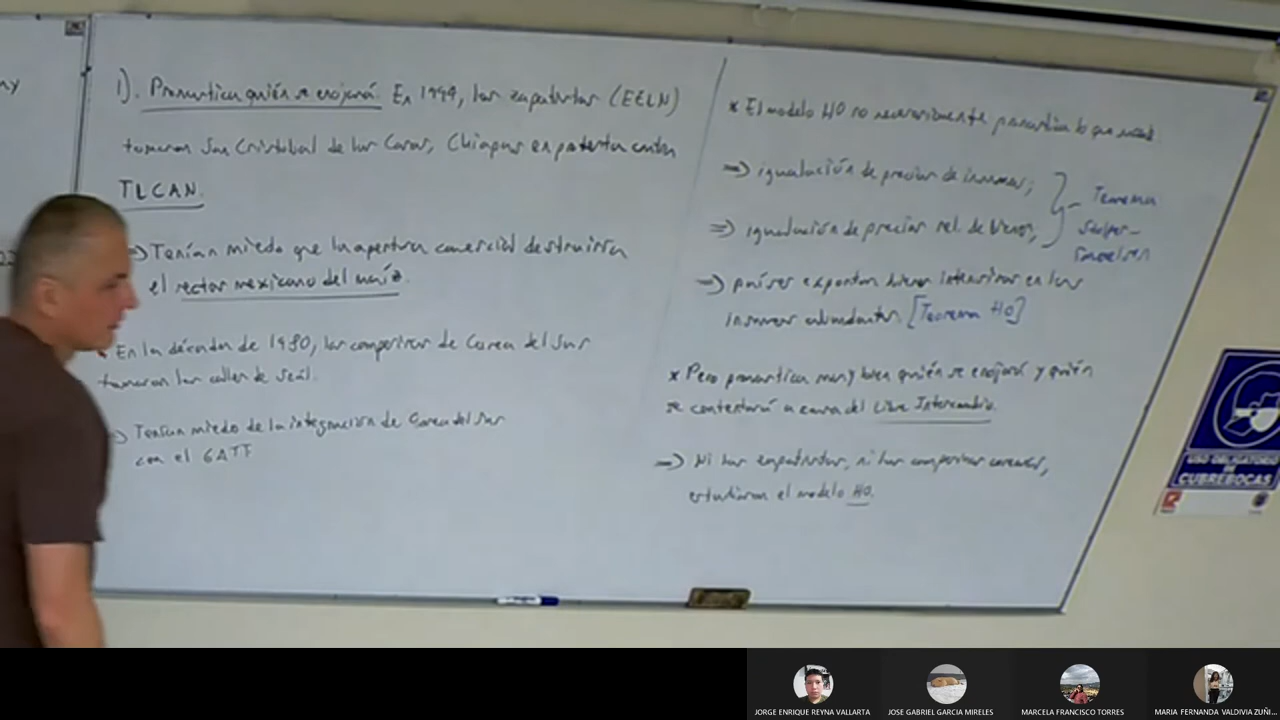 ny
1). Pronostica quién se enojará. En 1994, los zapatistas (EZLN)
tomaron San Cristobal de las Casas, Chiapas en protesta contra
TLCAN.
=> Tenían miedo que la apertura comercial destruiría
el sector mexicano del maíz.
En la década de 1980, los campesinos de Corea del Sur
tomaron las calles de Seúl.
Tenían miedo de la integración de Corea del Sur
con el GATT
* El modelo HO no necesariamente pronostica lo que sucede
=> igualación de precios de insumos;
=> igualación de precios rel. de bienes,
Teorema
Stolper-
Samuelson
=> países exportan bienes intensivos en los
insumos abundantes [Teorema HO]
* Pero pronostica muy bien quién se enojará y quién
se contentará a causa del Libre Intercambio.
=> Ni los zapatistas, ni los campesinos coreanos,
estudiaron el modelo HO.
USO OBLIGATORIO
DE
CUBREBOCAS
JORGE ENRIQUE REYNA VALLARTA
JOSE GABRIEL GARCIA MIRELES
MARCELA FRANCISCO TORRES
MARIA FERNANDA VALDIVIA ZUÑI...